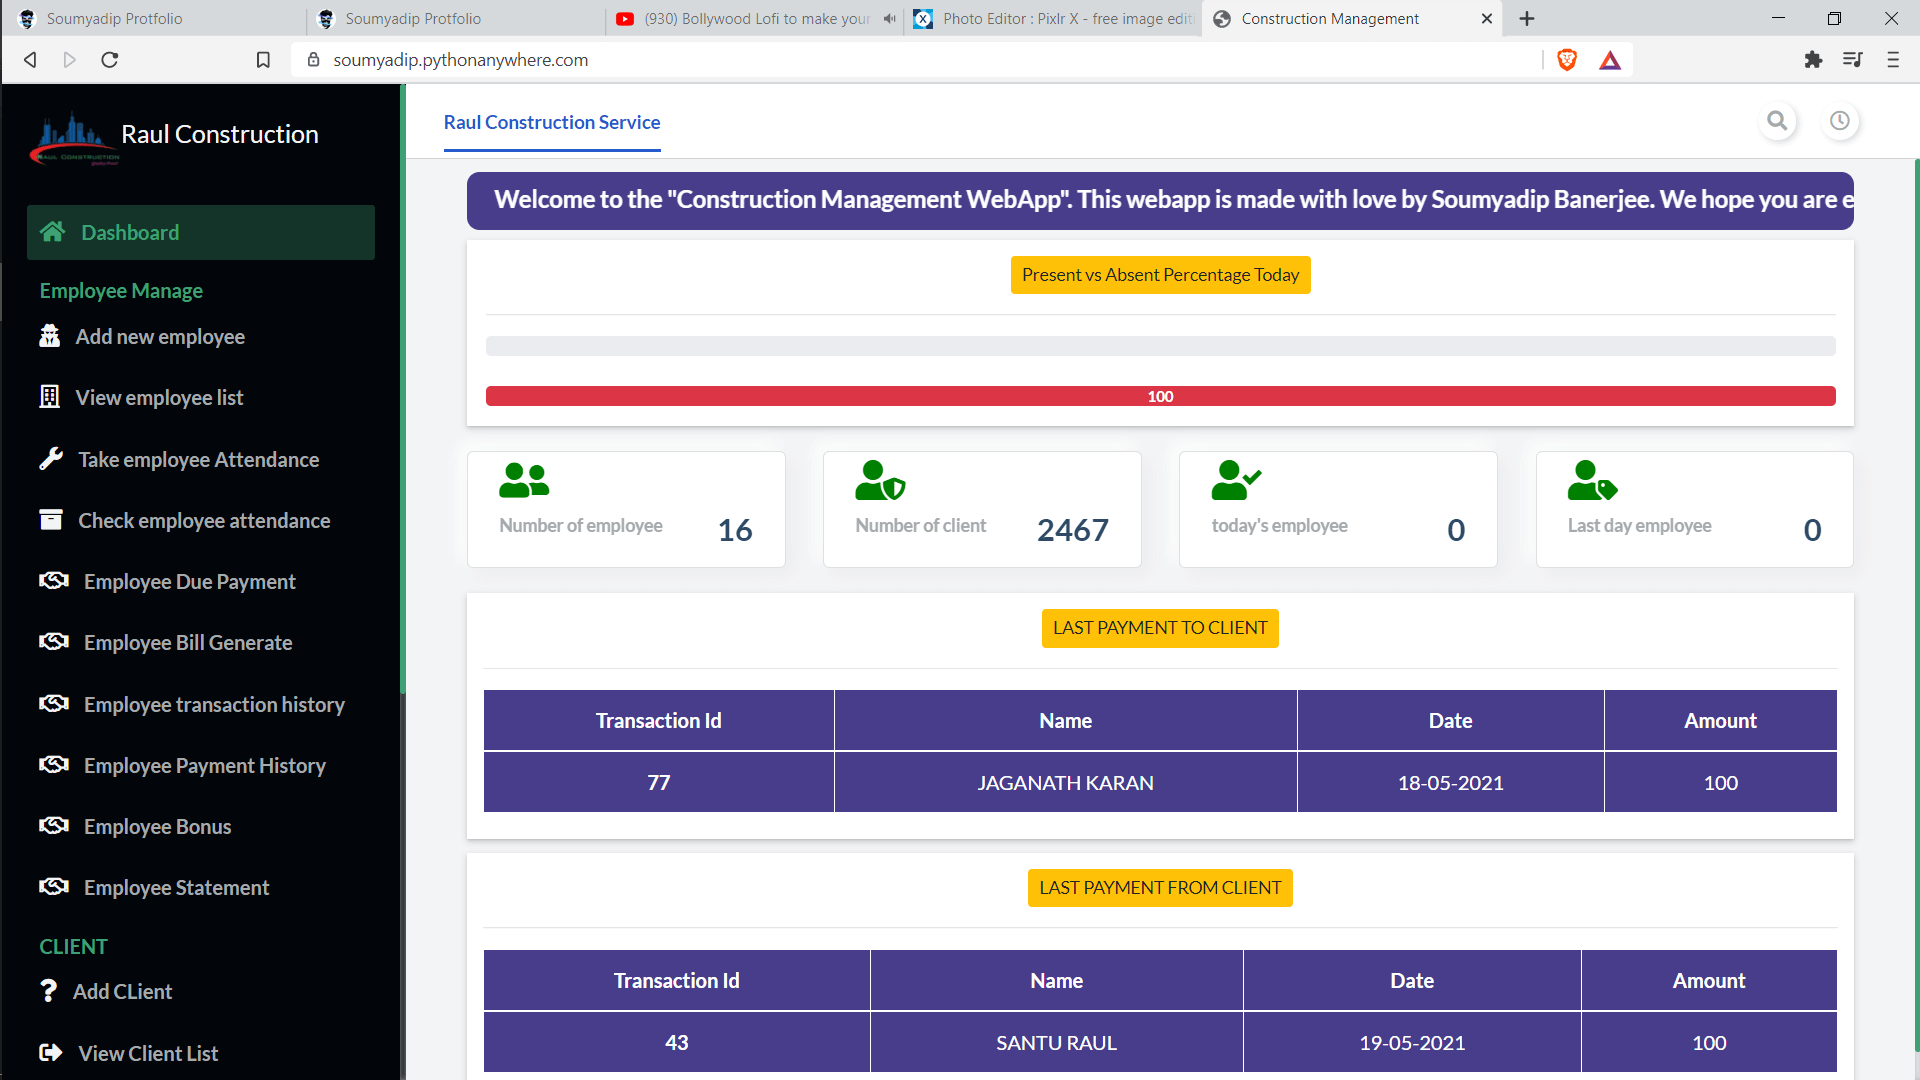 Soumyadip Protfolio
Soumyadip Protfolio
(930) Bollywood Lofi to make your
Photo Editor : Pixlr X - free image edit
Construction Management
soumyadip.pythonanywhere.com
RAUL CONSTRUCTION
Raul Construction
Raul Construction Service
Dashboard
Employee Manage
Add new employee
View employee list
Take employee Attendance
Check employee attendance
Employee Due Payment
Employee Bill Generate
Employee transaction history
Employee Payment History
Employee Bonus
Employee Statement
CLIENT
Add CLient
View Client List
Welcome to the "Construction Management WebApp". This webapp is made with love by Soumyadip Banerjee. We hope you are e
Present vs Absent Percentage Today
100
Number of employee 16
Number of client 2467
today's employee 0
Last day employee 0
LAST PAYMENT TO CLIENT
Transaction Id Name Date Amount
77 JAGANATH KARAN 18-05-2021 100
LAST PAYMENT FROM CLIENT
Transaction Id Name Date Amount
43 SANTU RAUL 19-05-2021 100